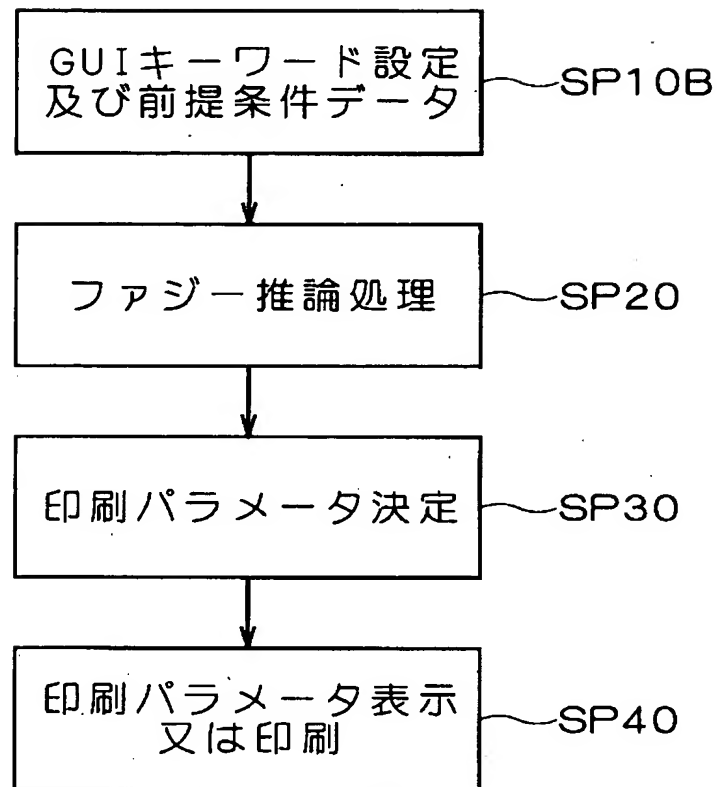 GUIキーワード設定
及び前提条件データ
SP10B
ファジー推論処理
SP20
印刷パラメータ決定
SP30
印刷パラメータ表示
又は印刷
SP40